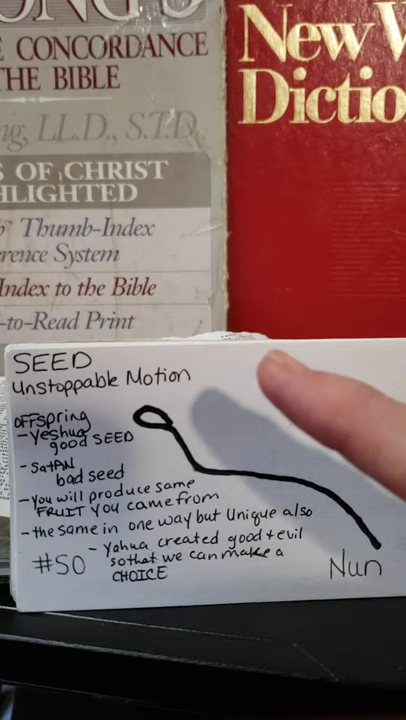 CONCORDANCE
THE BIBLE
LL.D., S.T.D.
S OF CHRIST
HLIGHTED
Thumb-Index
rence System
Index to the Bible
-to-Read Print
New W
Dictio
SEED
Unstoppable Motion
OFFspring
-Yeshua
good SEED
-SatAN
bad seed
-you will produce same
FRUIT you came from
-the same in one way but Unique also
-Yahua created good + evil
so that we can make a
CHOICE
#50
Nun